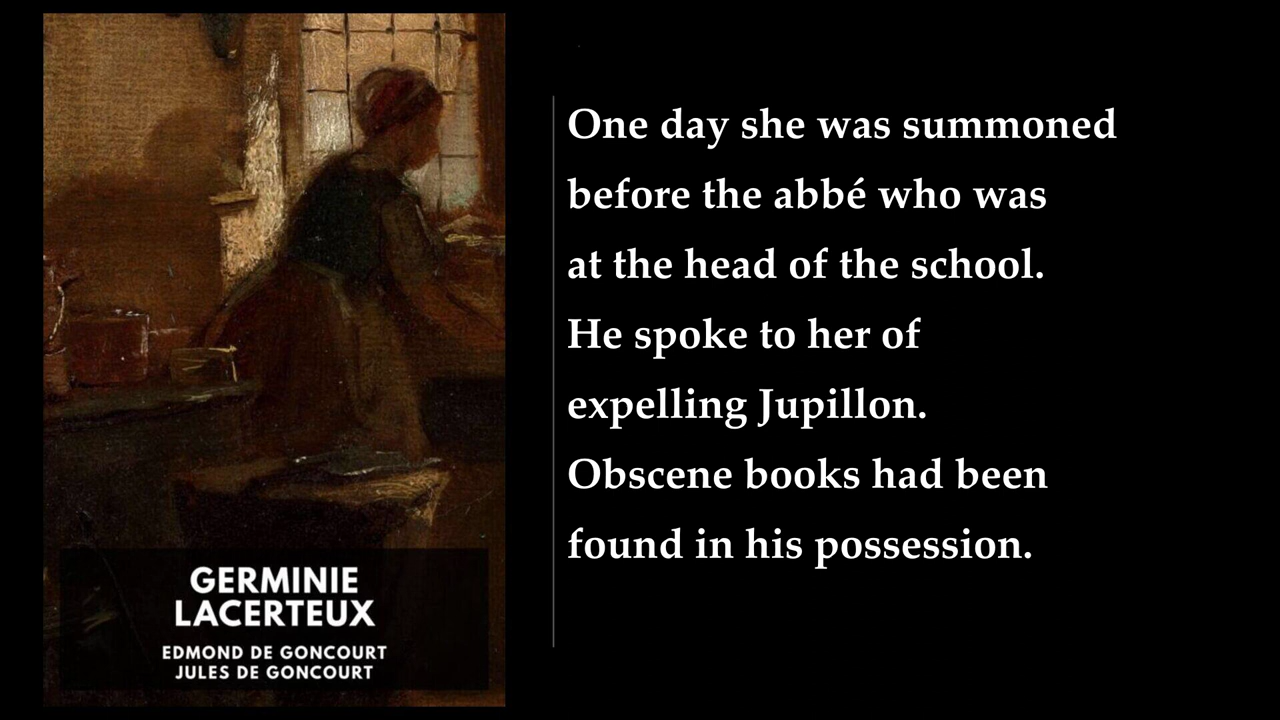 One day she was summoned
before the abbé who was
at the head of the school.
He spoke to her of
expelling Jupillon.
Obscene books had been
found in his possession.
GERMINIE
LACERTEUX
EDMOND DE GONCOURT
JULES DE GONCOURT